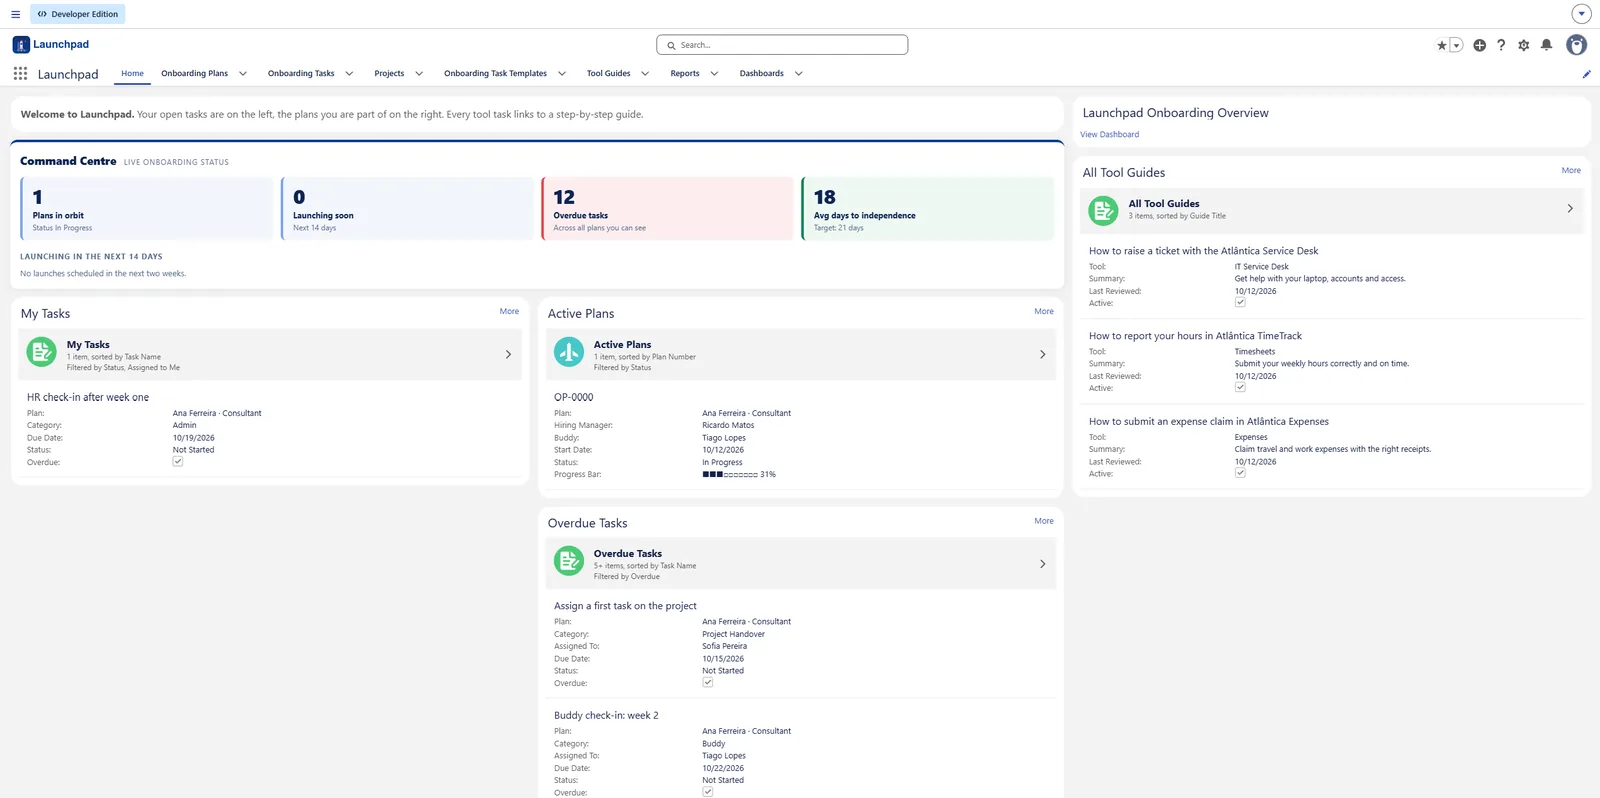 Developer Edition
Launchpad
Search...
Launchpad
Home
Onboarding Plans
Onboarding Tasks
Projects
Onboarding Task Templates
Tool Guides
Reports
Dashboards
Welcome to Launchpad. Your open tasks are on the left, the plans you are part of on the right. Every tool task links to a step-by-step guide.
Command Centre LIVE ONBOARDING STATUS
1
Plans in orbit
Status In Progress
0
Launching soon
Next 14 days
12
Overdue tasks
Across all plans you can see
18
Avg days to independence
Target: 21 days
LAUNCHING IN THE NEXT 14 DAYS
No launches scheduled in the next two weeks.
My Tasks
More
My Tasks
1 item, sorted by Task Name
Filtered by Status, Assigned to Me
HR check-in after week one
Plan: Ana Ferreira · Consultant
Category: Admin
Due Date: 10/19/2026
Status: Not Started
Overdue:
Active Plans
More
Active Plans
1 item, sorted by Plan Number
Filtered by Status
OP-0000
Plan: Ana Ferreira · Consultant
Hiring Manager: Ricardo Matos
Buddy: Tiago Lopes
Start Date: 10/12/2026
Status: In Progress
Progress Bar: ■■■□□□□□□□ 31%
Overdue Tasks
More
Overdue Tasks
5+ items, sorted by Task Name
Filtered by Overdue
Assign a first task on the project
Plan: Ana Ferreira · Consultant
Category: Project Handover
Assigned To: Sofia Pereira
Due Date: 10/15/2026
Status: Not Started
Overdue:
Buddy check-in: week 2
Plan: Ana Ferreira · Consultant
Category: Buddy
Assigned To: Tiago Lopes
Due Date: 10/22/2026
Status: Not Started
Overdue:
Launchpad Onboarding Overview
View Dashboard
All Tool Guides
More
All Tool Guides
3 items, sorted by Guide Title
How to raise a ticket with the Atlântica Service Desk
Tool: IT Service Desk
Summary: Get help with your laptop, accounts and access.
Last Reviewed: 10/12/2026
Active:
How to report your hours in Atlântica TimeTrack
Tool: Timesheets
Summary: Submit your weekly hours correctly and on time.
Last Reviewed: 10/12/2026
Active:
How to submit an expense claim in Atlântica Expenses
Tool: Expenses
Summary: Claim travel and work expenses with the right receipts.
Last Reviewed: 10/12/2026
Active: